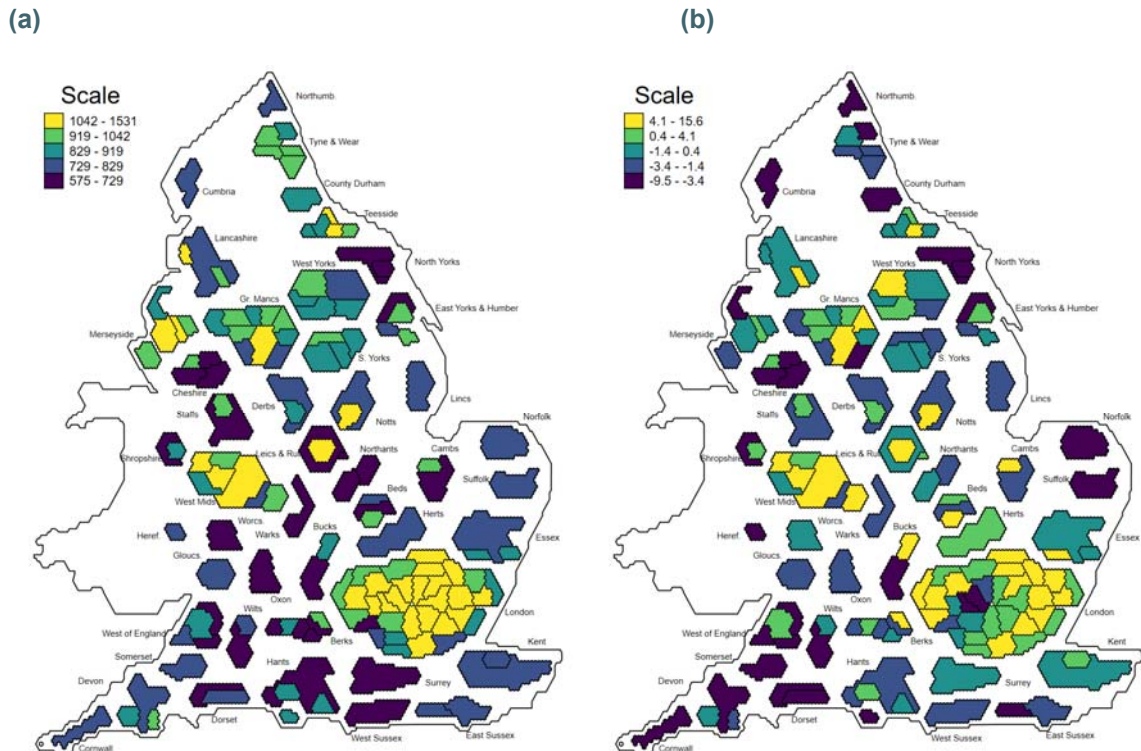 (a)
Scale
1042 - 1531
919 - 1042
829 - 919
729 - 829
575 - 729
Northumb.
Tyne & Wear
Cumbria
County Durham
Teesside
Lancashire
North Yorks
West Yorks
Gr. Mancs
East Yorks & Humber
Merseyside
S. Yorks
Cheshire
Lincs
Staffs
Derbs
Notts
Norfolk
Shropshire
Leics & Rut
Northants
Cambs
Suffolk
West Mids
Beds
Worcs.
Herts
Heref.
Warks
Bucks
Essex
Gloucs.
Oxon
London
Wilts
West of England
Berks
Kent
Somerset
Hants
Surrey
Devon
Dorset
West Sussex
East Sussex
Cornwall
(b)
Scale
4.1 - 15.6
0.4 - 4.1
-1.4 - 0.4
-3.4 - -1.4
-9.5 - -3.4
Northumb.
Tyne & Wear
Cumbria
County Durham
Teesside
Lancashire
North Yorks
West Yorks
Gr. Mancs
East Yorks & Humber
Merseyside
S. Yorks
Cheshire
Lincs
Staffs
Derbs
Notts
Norfolk
Shropshire
Leics & Rut
Northants
Cambs
Suffolk
West Mids
Beds
Worcs.
Herts
Heref.
Warks
Bucks
Essex
Gloucs.
Oxon
London
Wilts
West of England
Berks
Kent
Somerset
Hants
Surrey
Devon
Dorset
West Sussex
East Sussex
Cornwall